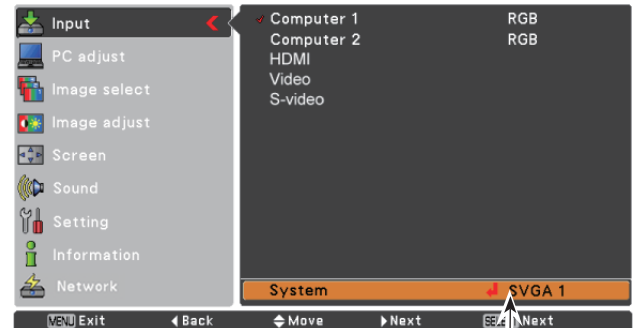 Input
PC adjust
Image select
Image adjust
Screen
Sound
Setting
Information
Network
Computer 1 RGB
Computer 2 RGB
HDMI
Video
S-video
System SVGA 1
MENU Exit Back Move Next Next